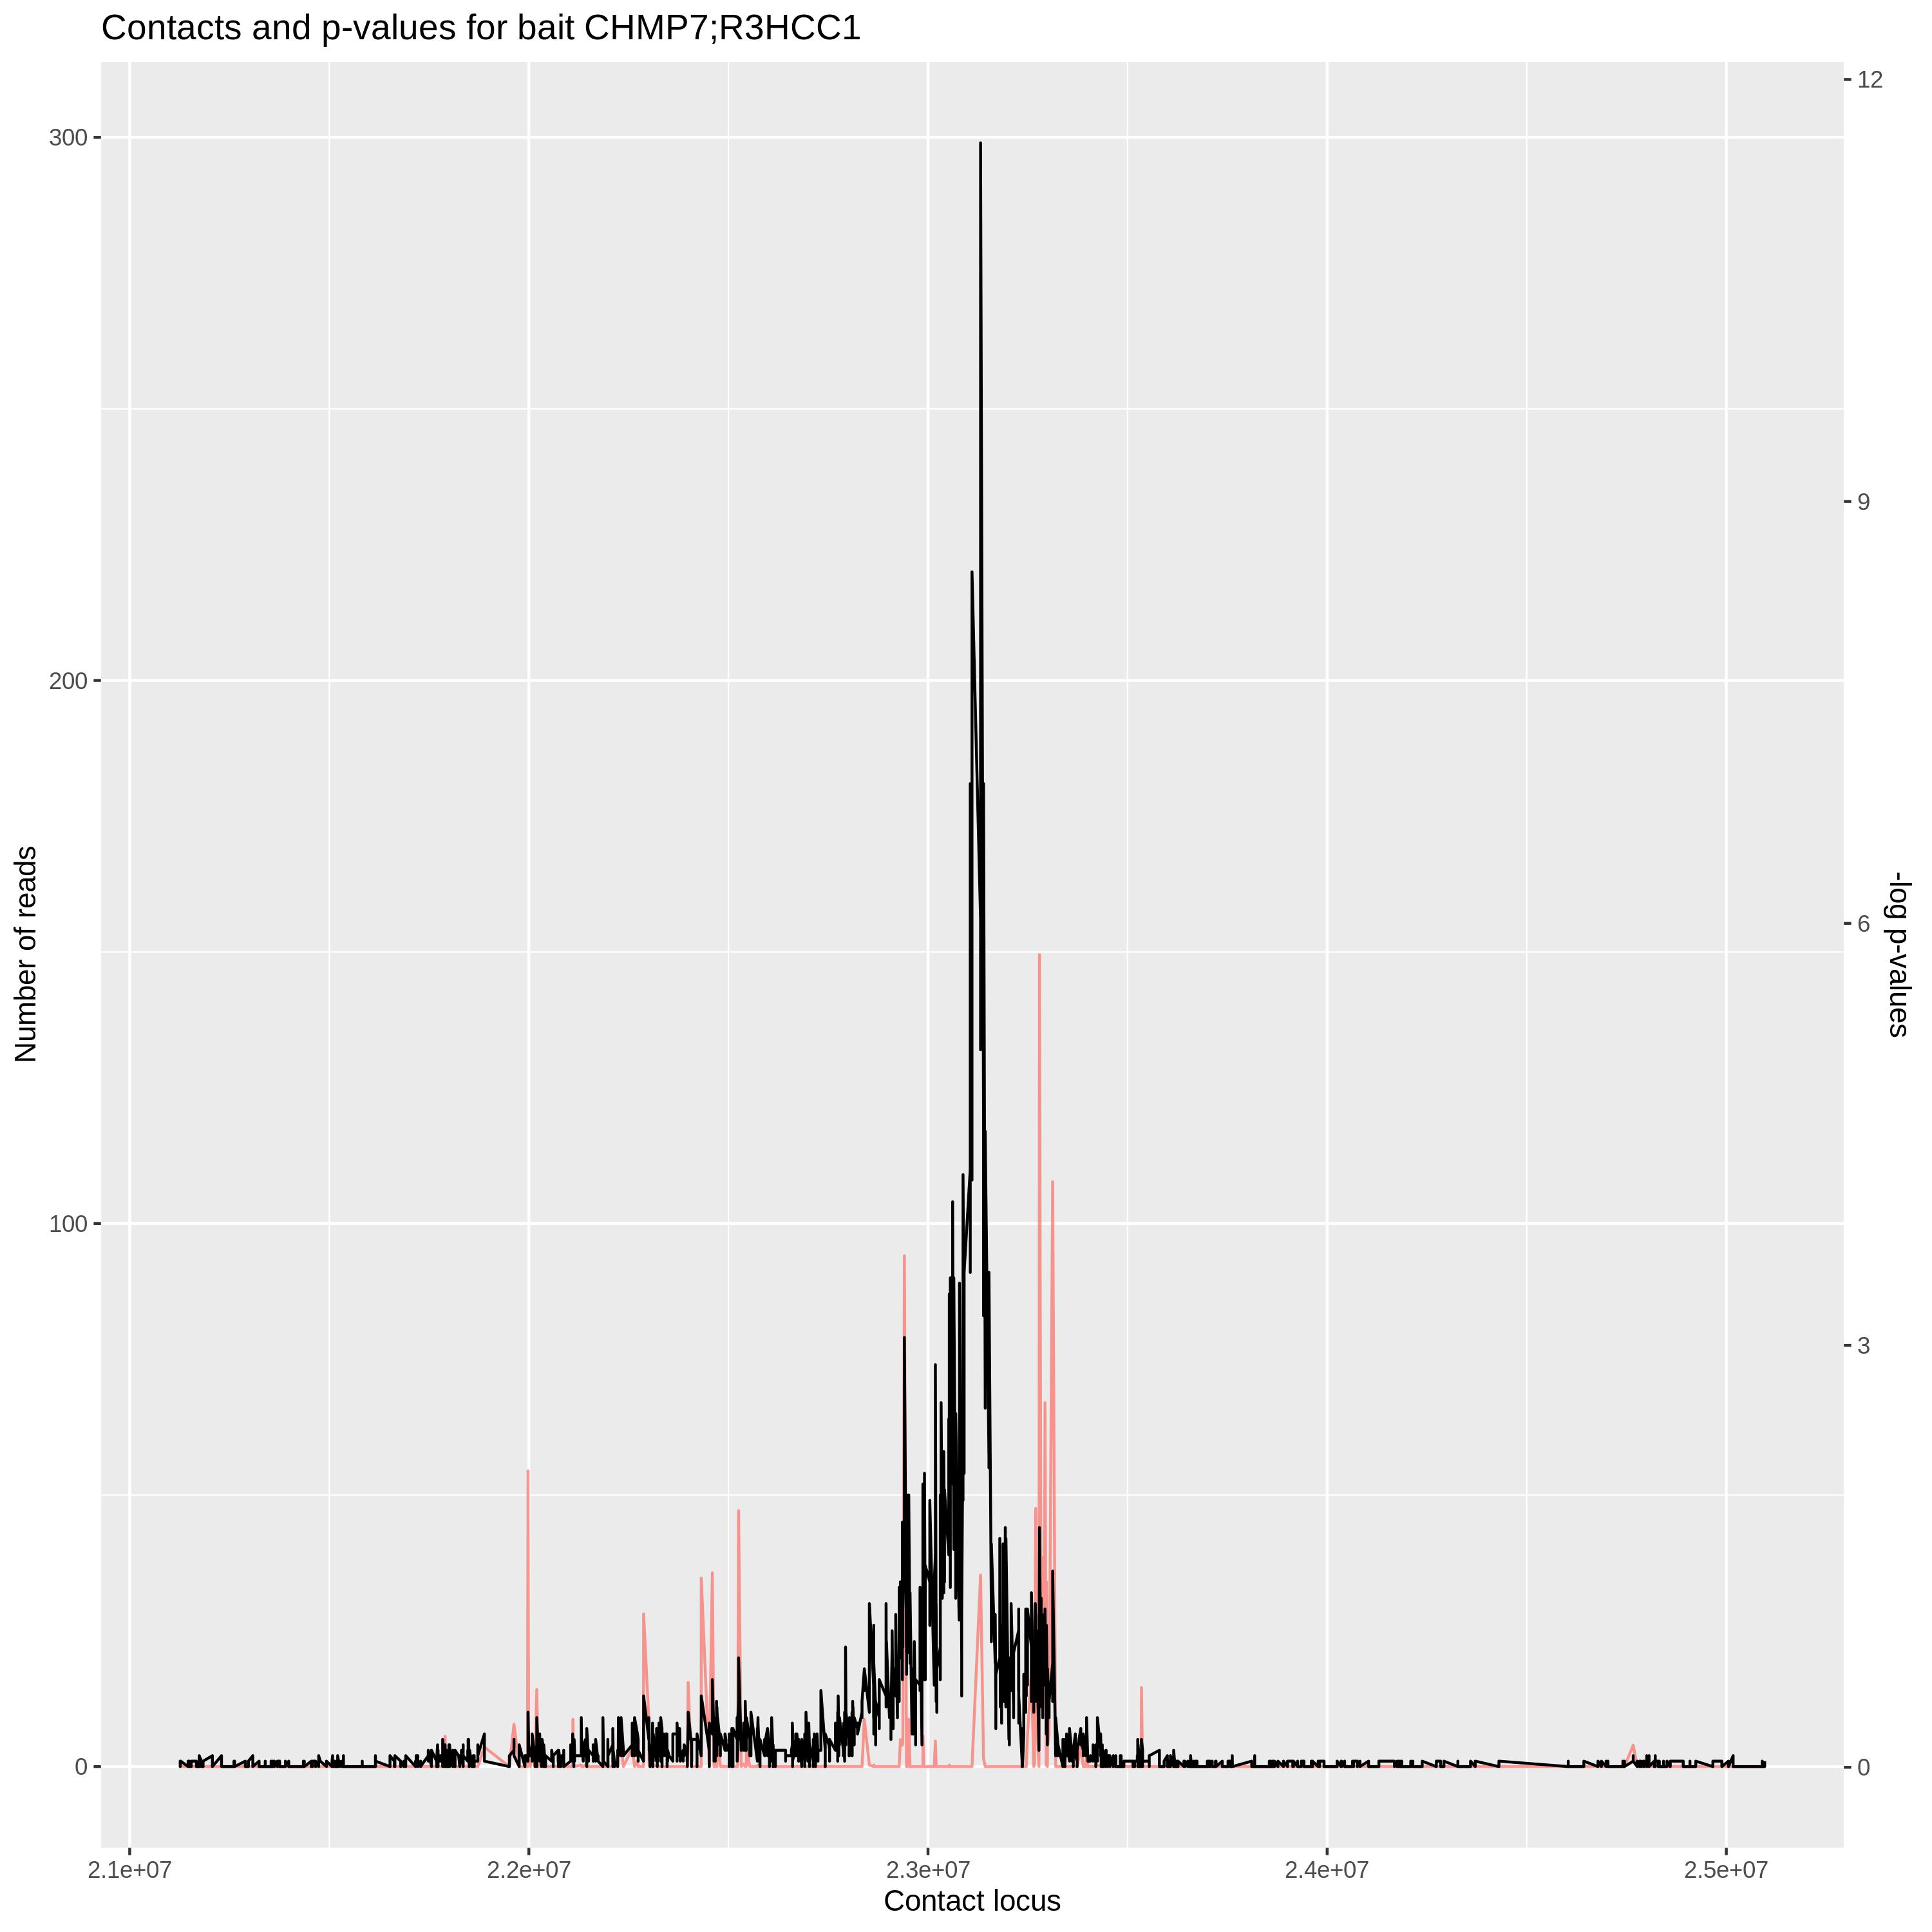 Contacts and p-values for bait CHMP7;R3HCC1
300
200
100
0
12
9
6
3
0
Number of reads
-log p-values
2.1e+07
2.2e+07
2.3e+07
2.4e+07
2.5e+07
Contact locus